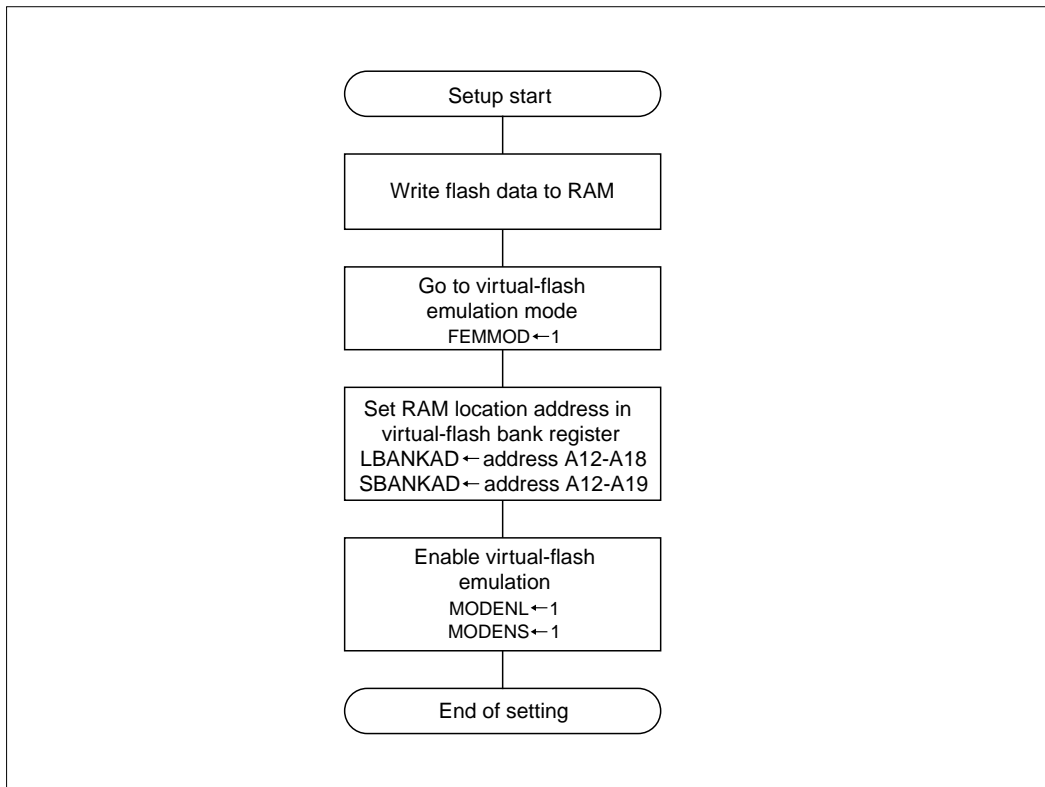 Setup start
Write flash data to RAM
Go to virtual-flash
emulation mode
FEMMOD←1
Set RAM location address in
virtual-flash bank register
LBANKAD← address A12-A18
SBANKAD← address A12-A19
Enable virtual-flash
emulation
MODENL←1
MODENS←1
End of setting